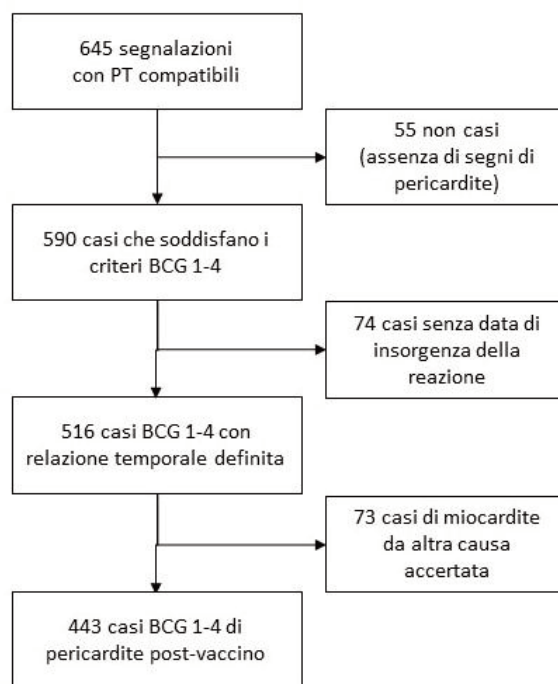 645 segnalazioni
con PT compatibili
55 non casi
(assenza di segni di
pericardite)
590 casi che soddisfano i
criteri BCG 1-4
74 casi senza data di
insorgenza della
reazione
516 casi BCG 1-4 con
relazione temporale definita
73 casi di miocardite
da altra causa
accertata
443 casi BCG 1-4 di
pericardite post-vaccino